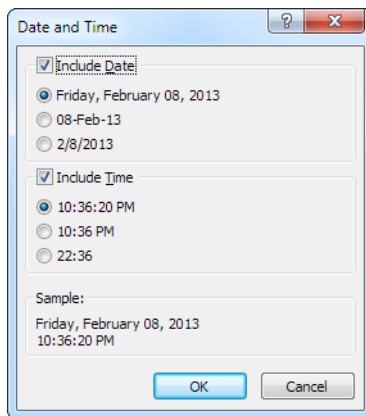 Date and Time
Include Date
Friday, February 08, 2013
08-Feb-13
2/8/2013
Include Time
10:36:20 PM
10:36 PM
22:36
Sample:
Friday, February 08, 2013
10:36:20 PM
OK Cancel